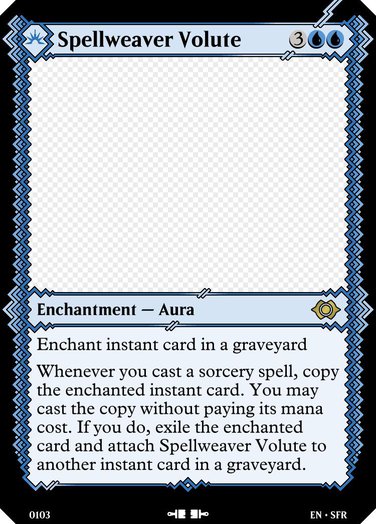 Spellweaver Volute 3
Enchantment — Aura
Enchant instant card in a graveyard
Whenever you cast a sorcery spell, copy
the enchanted instant card. You may
cast the copy without paying its mana
cost. If you do, exile the enchanted
card and attach Spellweaver Volute to
another instant card in a graveyard.
0103 EN • SFR